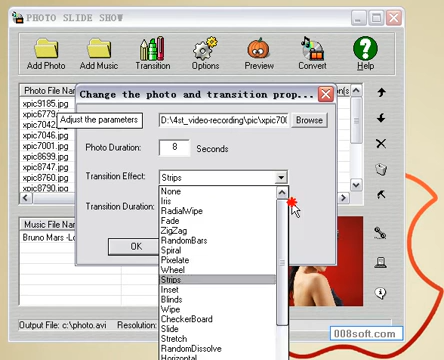 PHOTO SLIDE SHOW
Add Photo
Add Music
Transition
Options
Preview
Convert
Help
Photo File Nam
xpic9185.jpg
xpic6779.jpg
xpic7042.jpg
xpic7046.jpg
xpic7001.jpg
xpic8699.jpg
xpic8747.jpg
xpic8760.jpg
xpic8790.jpg
Change the photo and transition prop...
Adjust the parameters
D:\4st_video-recording\pic\xpic700
Browse
Photo Duration:
8
Seconds
Transition Effect:
Strips
Transition Duration:
OK
None
Iris
RadialWipe
Fade
ZigZag
RandomBars
Spiral
Pixelate
Wheel
Strips
Inset
Blinds
Wipe
CheckerBoard
Slide
Stretch
RandomDissolve
Horizontal
Music File Nam
Bruno Mars -Lo
Output File: c:\photo.avi
Resolution:
008soft.com